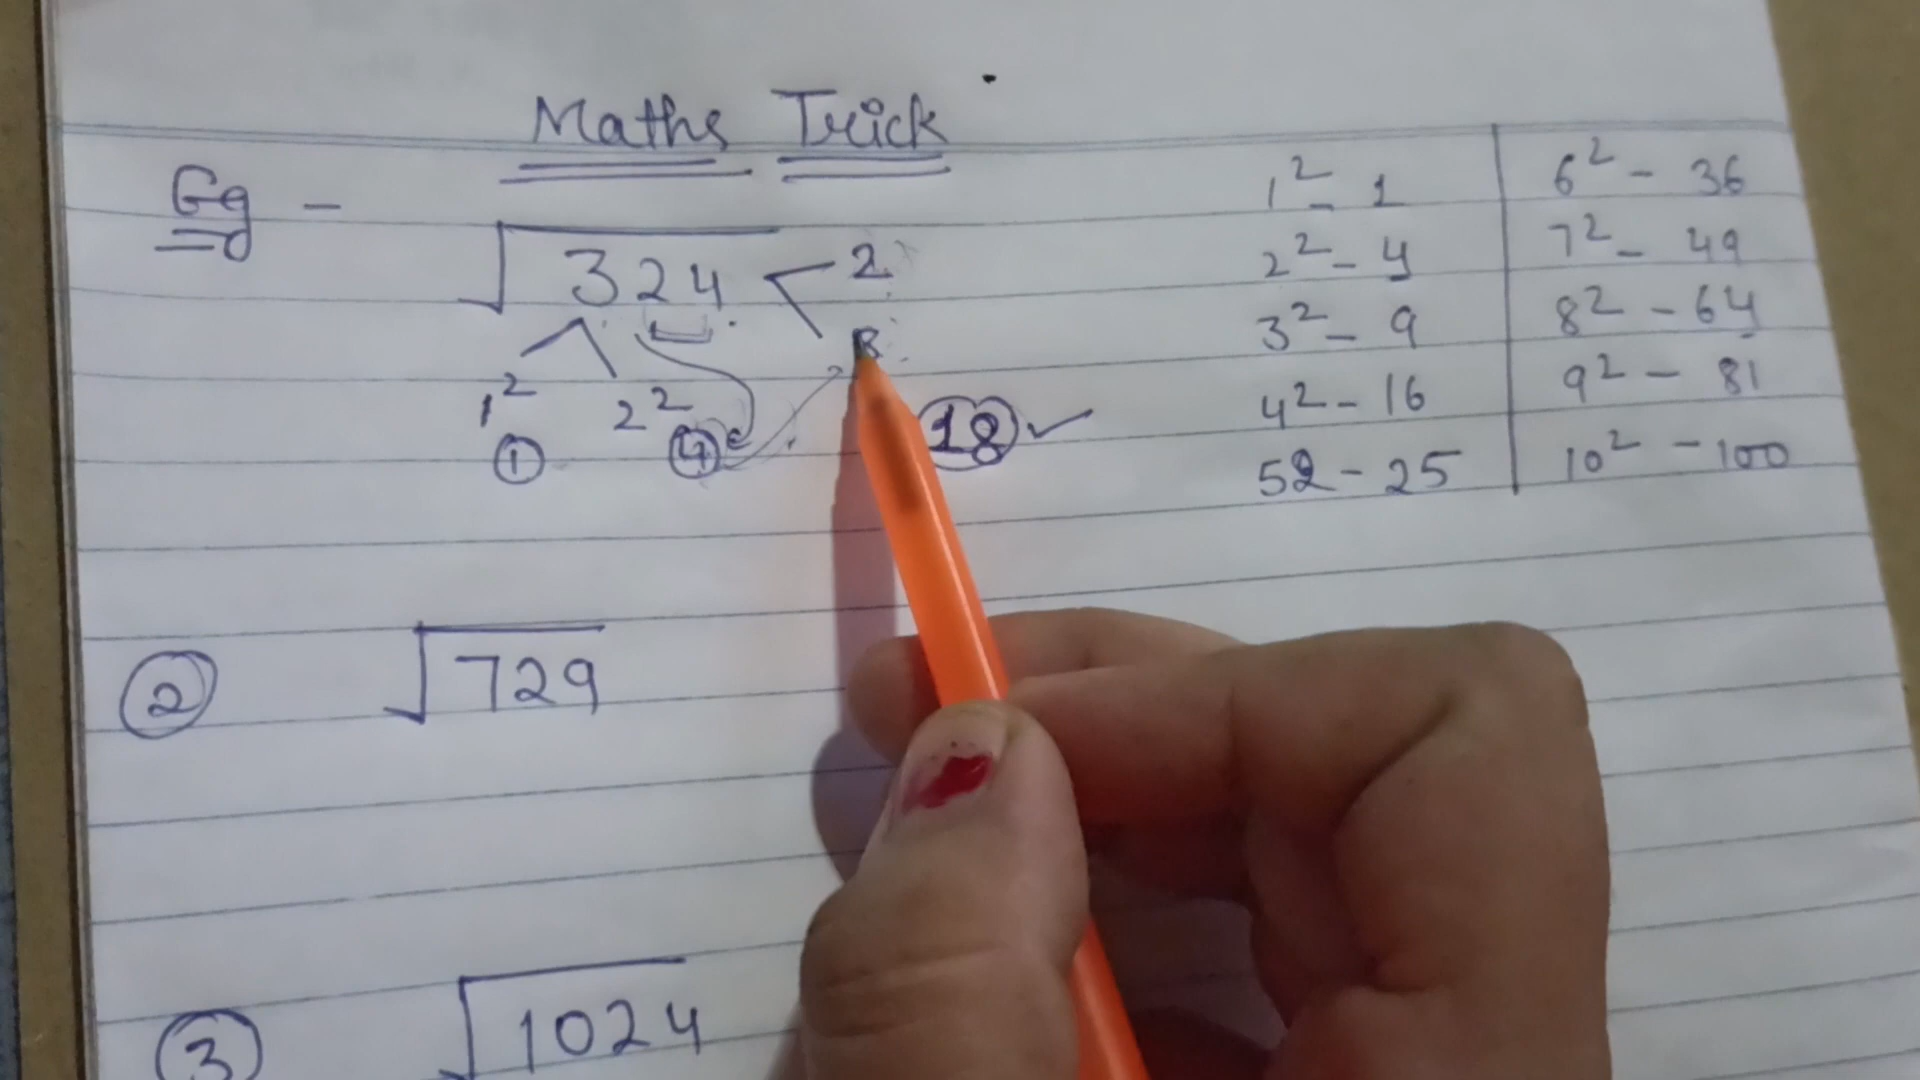 Maths Trick
Eg -
√324 < 2
8
1² 2²
① ④ 18 ✓
1² - 1
2² - 4
3² - 9
4² - 16
52 - 25
6² - 36
7² - 49
8² - 64
9² - 81
10² - 100
② √729
③ √1024